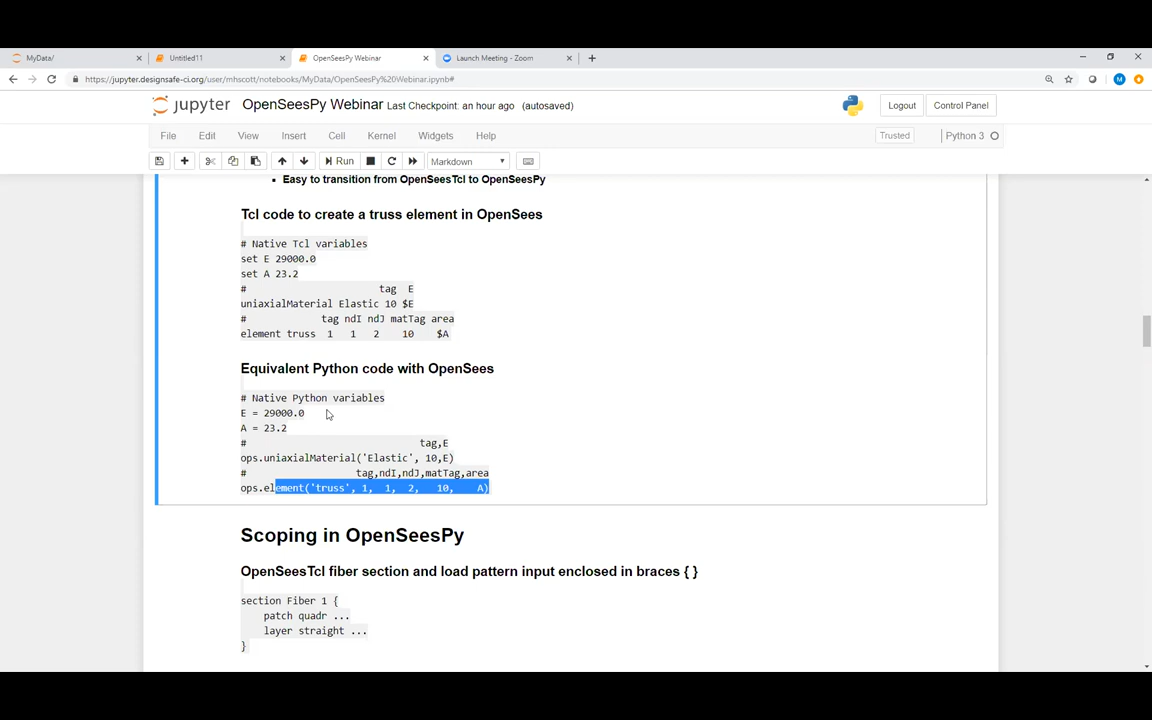 MyData/
Untitled11
OpenSeesPy Webinar
Launch Meeting - Zoom
https://jupyter.designsafe-ci.org/user/mhscott/notebooks/MyData/OpenSeesPy%20Webinar.ipynb#
M
jupyter OpenSeesPy Webinar Last Checkpoint: an hour ago (autosaved)
Logout
Control Panel
File Edit View Insert Cell Kernel Widgets Help
Trusted
Python 3
Run
Markdown
Easy to transition from OpenSeesTcl to OpenSeesPy
Tcl code to create a truss element in OpenSees
# Native Tcl variables
set E 29000.0
set A 23.2
# tag E
uniaxialMaterial Elastic 10 $E
# tag ndI ndJ matTag area
element truss 1 1 2 10 $A
Equivalent Python code with OpenSees
# Native Python variables
E = 29000.0
A = 23.2
# tag,E
ops.uniaxialMaterial('Elastic', 10,E)
# tag,ndI,ndJ,matTag,area
ops.element('truss', 1, 1, 2, 10, A)
Scoping in OpenSeesPy
OpenSeesTcl fiber section and load pattern input enclosed in braces { }
section Fiber 1 {
patch quadr ...
layer straight ...
}